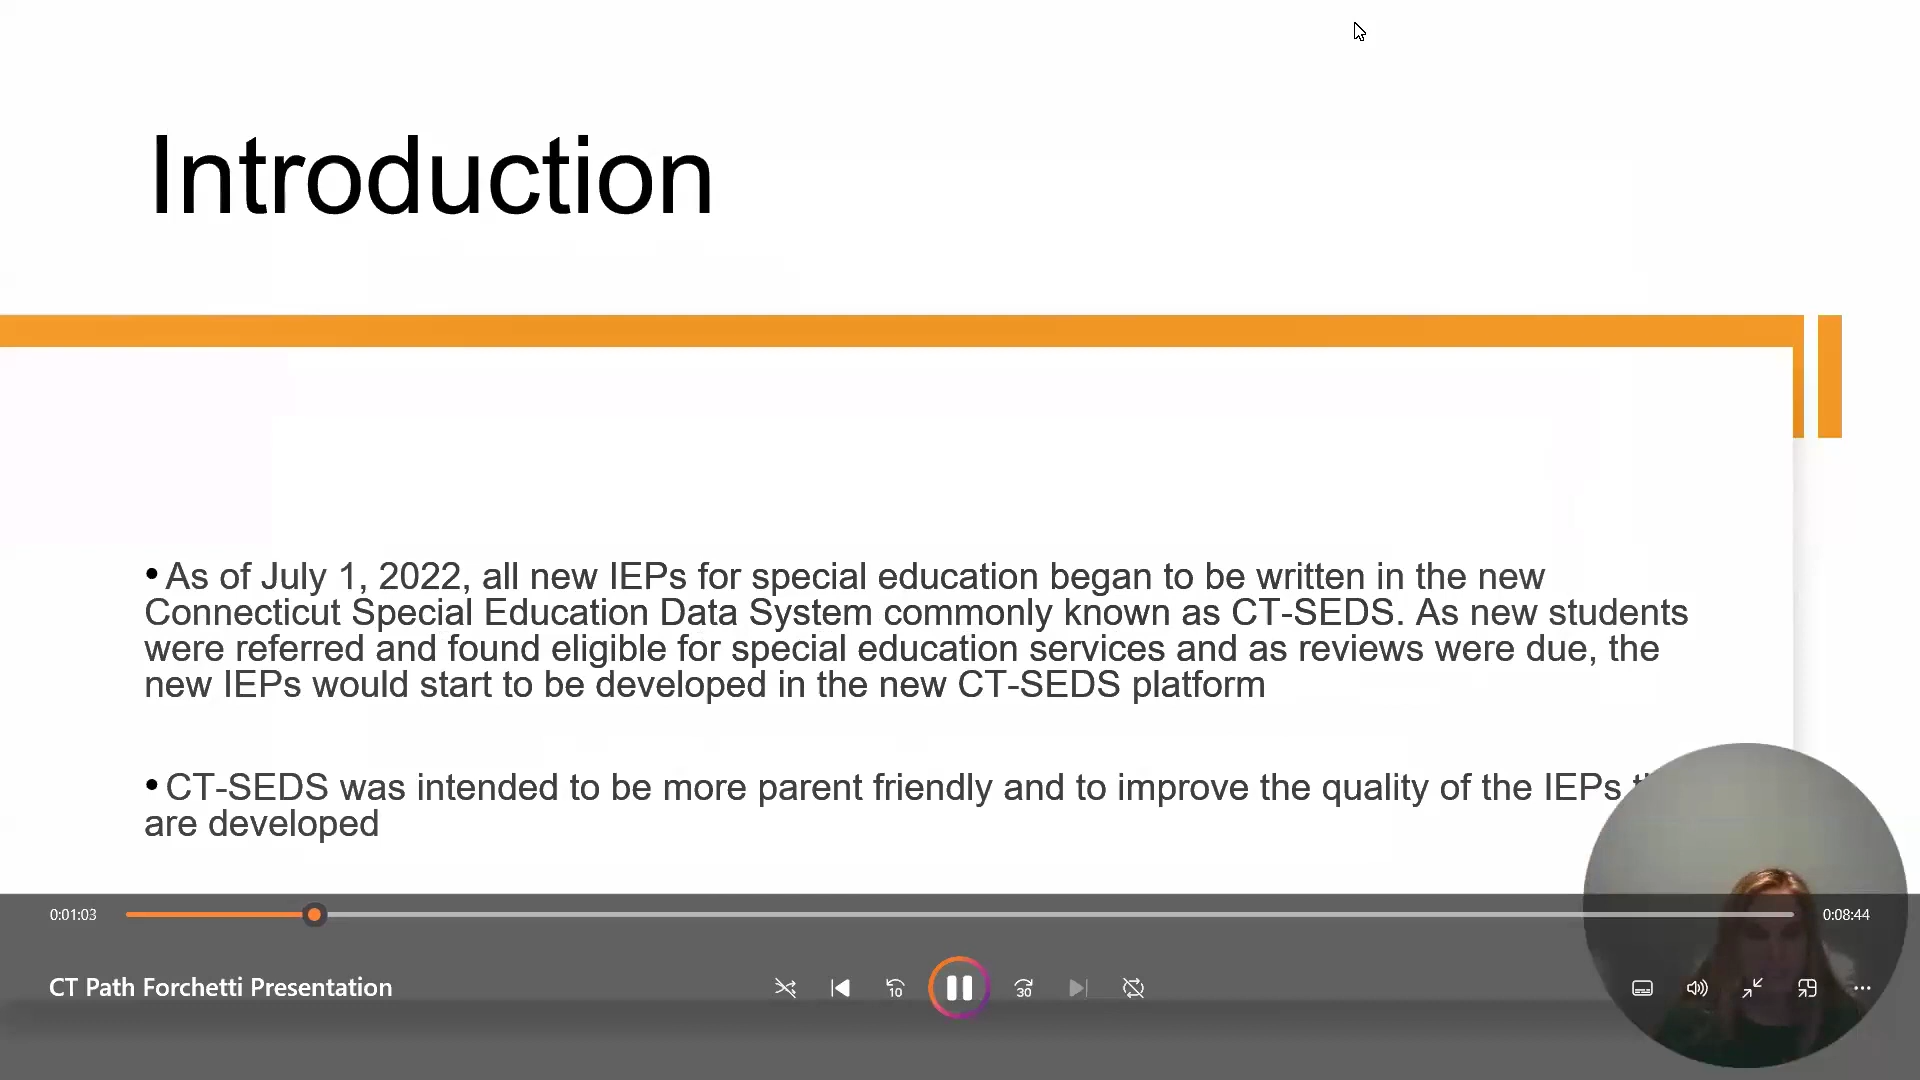 Introduction
•As of July 1, 2022, all new IEPs for special education began to be written in the new
Connecticut Special Education Data System commonly known as CT-SEDS. As new students
were referred and found eligible for special education services and as reviews were due, the
new IEPs would start to be developed in the new CT-SEDS platform
•CT-SEDS was intended to be more parent friendly and to improve the quality of the IEPs
are developed
0:01:03
0:08:44
CT Path Forchetti Presentation
10
30